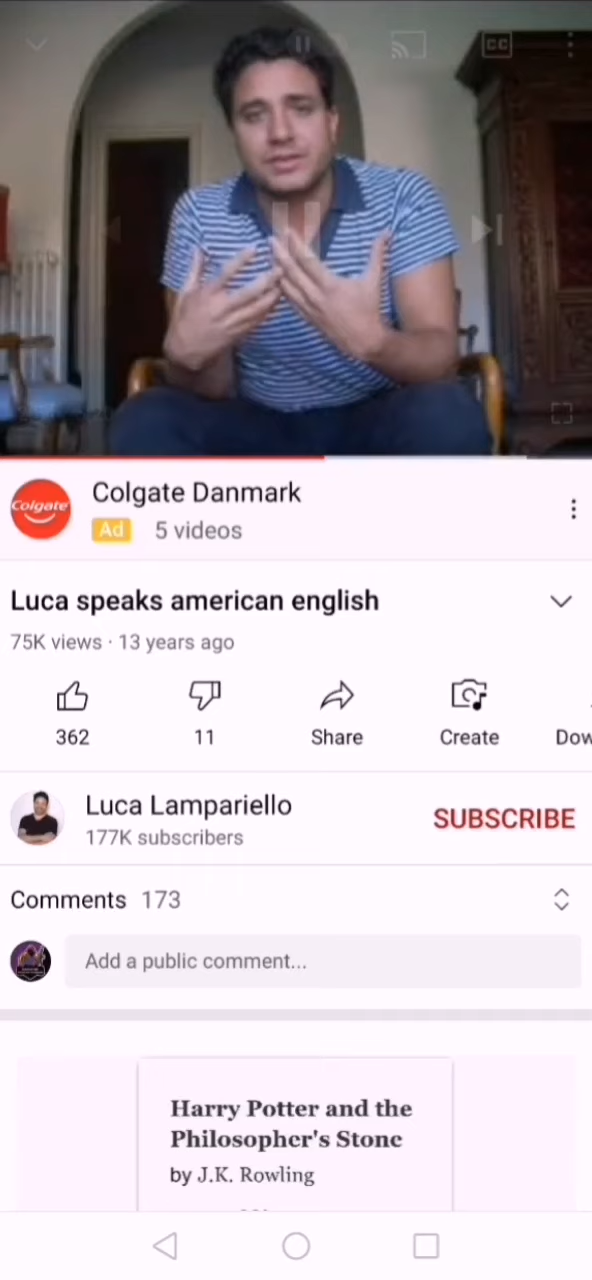 CC
Colgate
Colgate Danmark
Ad 5 videos
Luca speaks american english
75K views · 13 years ago
362
11
Share
Create
Dow
Luca Lampariello
177K subscribers
SUBSCRIBE
Comments 173
Add a public comment...
Harry Potter and the
Philosopher's Stone
by J.K. Rowling